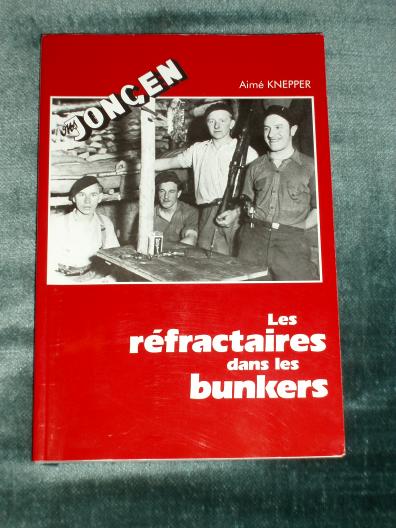 Aimé KNEPPER
JONGEN
Les
réfractaires
dans les
bunkers